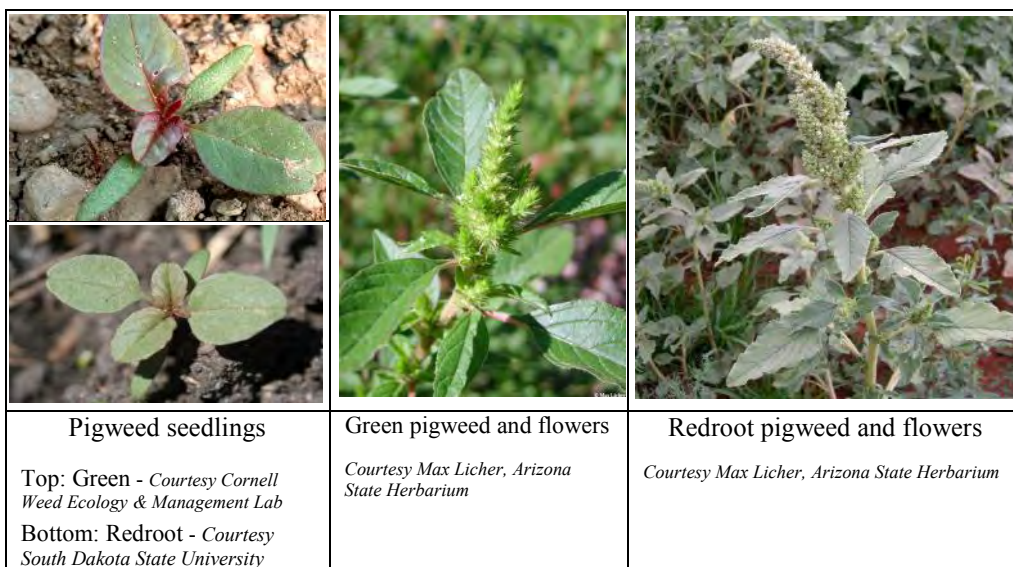 Pigweed seedlings
Top: Green - Courtesy Cornell
Weed Ecology & Management Lab
Bottom: Redroot - Courtesy
South Dakota State University
Green pigweed and flowers
Courtesy Max Licher, Arizona
State Herbarium
Redroot pigweed and flowers
Courtesy Max Licher, Arizona State Herbarium